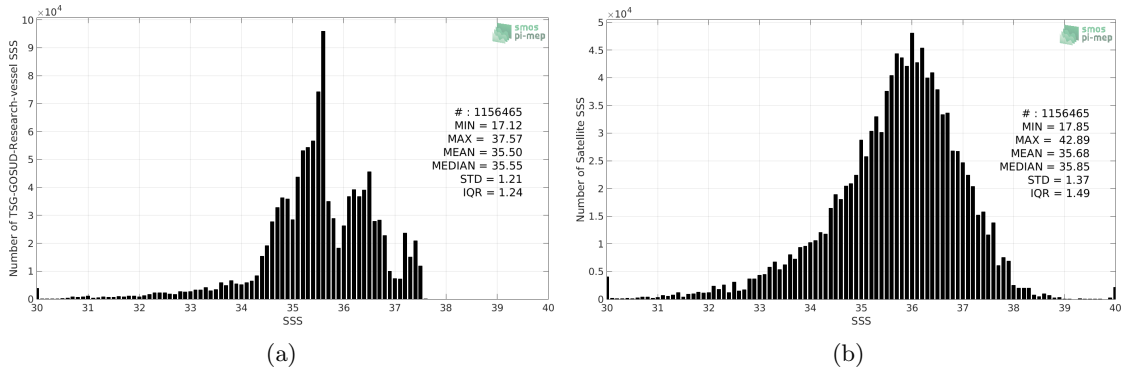 ×10⁴
10
9
8
7
6
5
4
3
2
1
0
Number of TSG-GOSUD-Research-vessel SSS
smos
pi-mep
# : 1156465
MIN = 17.12
MAX = 37.57
MEAN = 35.50
MEDIAN = 35.55
STD = 1.21
IQR = 1.24
30 31 32 33 34 35 36 37 38 39 40
SSS
(a)
×10⁴
5
4.5
4
3.5
3
2.5
2
1.5
1
0.5
0
Number of Satellite SSS
smos
pi-mep
# : 1156465
MIN = 17.85
MAX = 42.89
MEAN = 35.68
MEDIAN = 35.85
STD = 1.37
IQR = 1.49
30 31 32 33 34 35 36 37 38 39 40
SSS
(b)